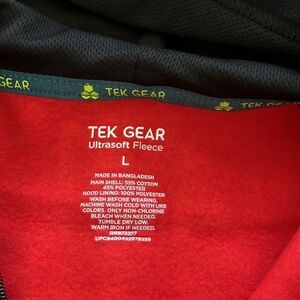 GEAR
TEK GEAR
TEK GEAR
Ultrasoft Fleece
L
MADE IN BANGLADESH
MAIN SHELL: 55% COTTON
45% POLYESTER
HOOD LINING: 100% POLYESTER
WASH BEFORE WEARING.
MACHINE WASH COLD WITH LIKE
COLORS. ONLY NON-CHLORINE
BLEACH WHEN NEEDED.
TUMBLE DRY LOW.
WARM IRON IF NEEDED.